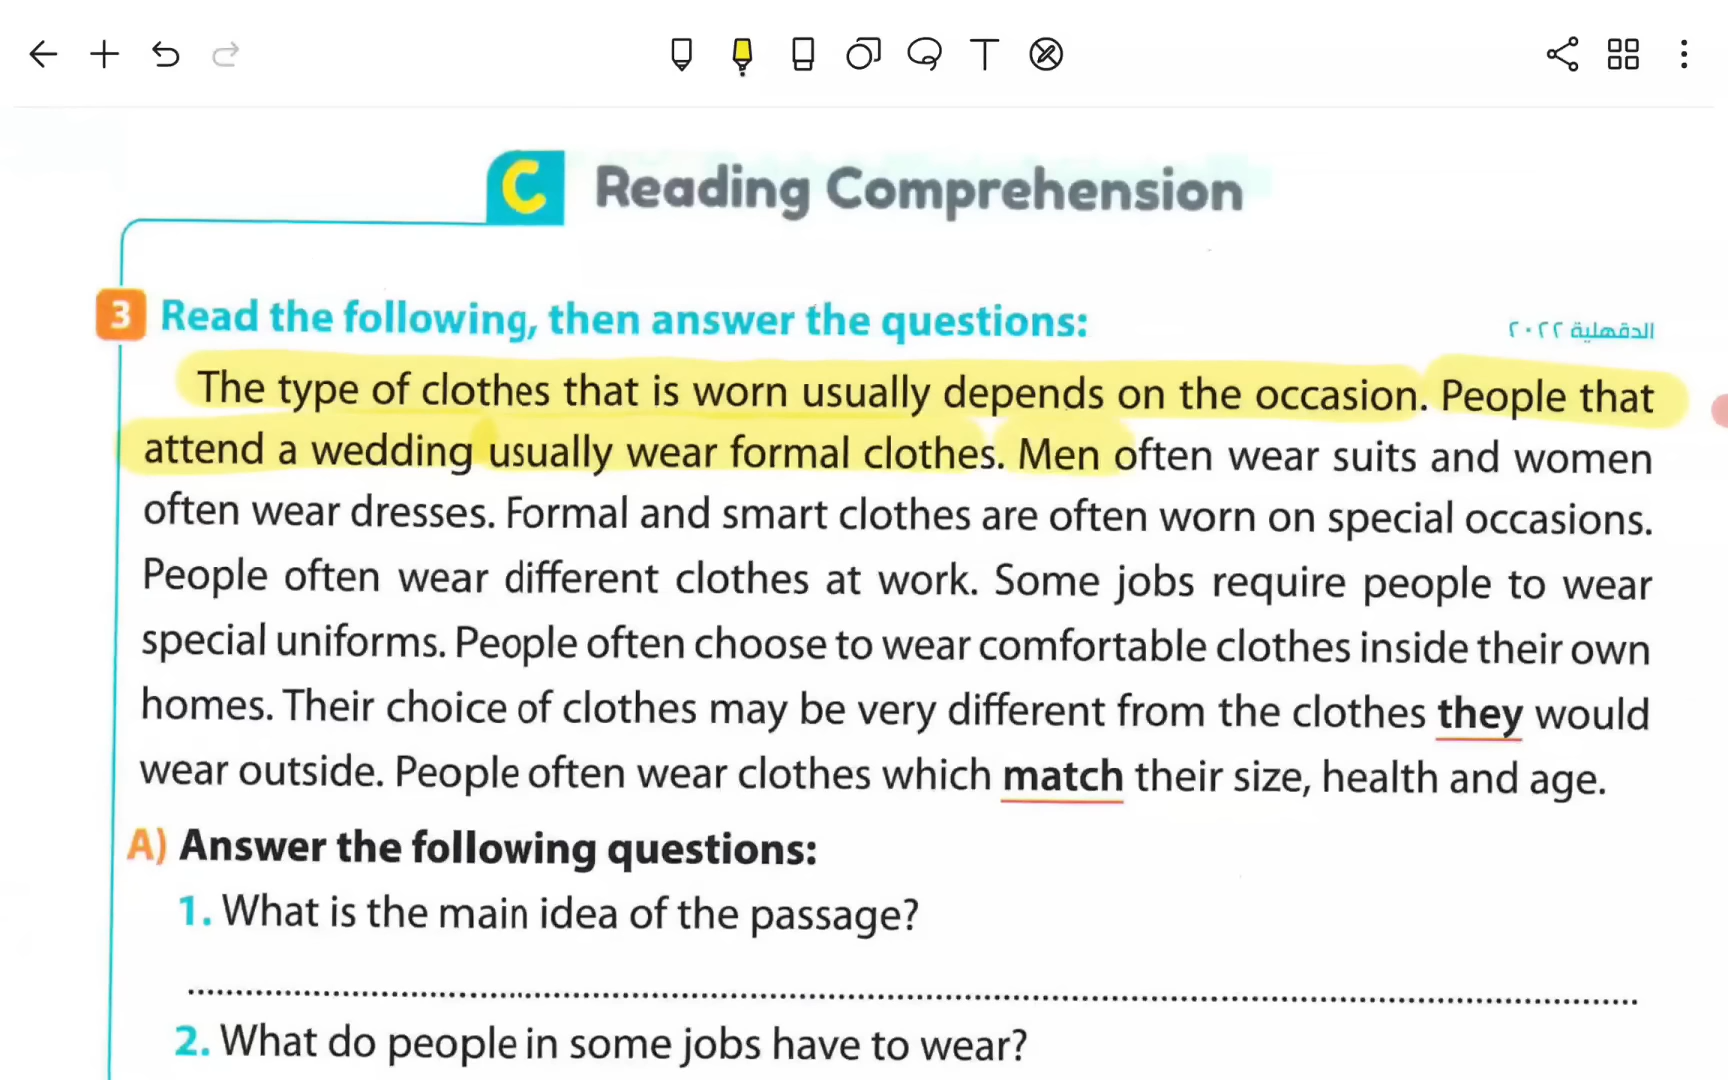 C Reading Comprehension
3 Read the following, then answer the questions: الدقهلية ٢٠٢٢
The type of clothes that is worn usually depends on the occasion. People that
attend a wedding usually wear formal clothes. Men often wear suits and women
often wear dresses. Formal and smart clothes are often worn on special occasions.
People often wear different clothes at work. Some jobs require people to wear
special uniforms. People often choose to wear comfortable clothes inside their own
homes. Their choice of clothes may be very different from the clothes they would
wear outside. People often wear clothes which match their size, health and age.
A) Answer the following questions:
1. What is the main idea of the passage?
2. What do people in some jobs have to wear?